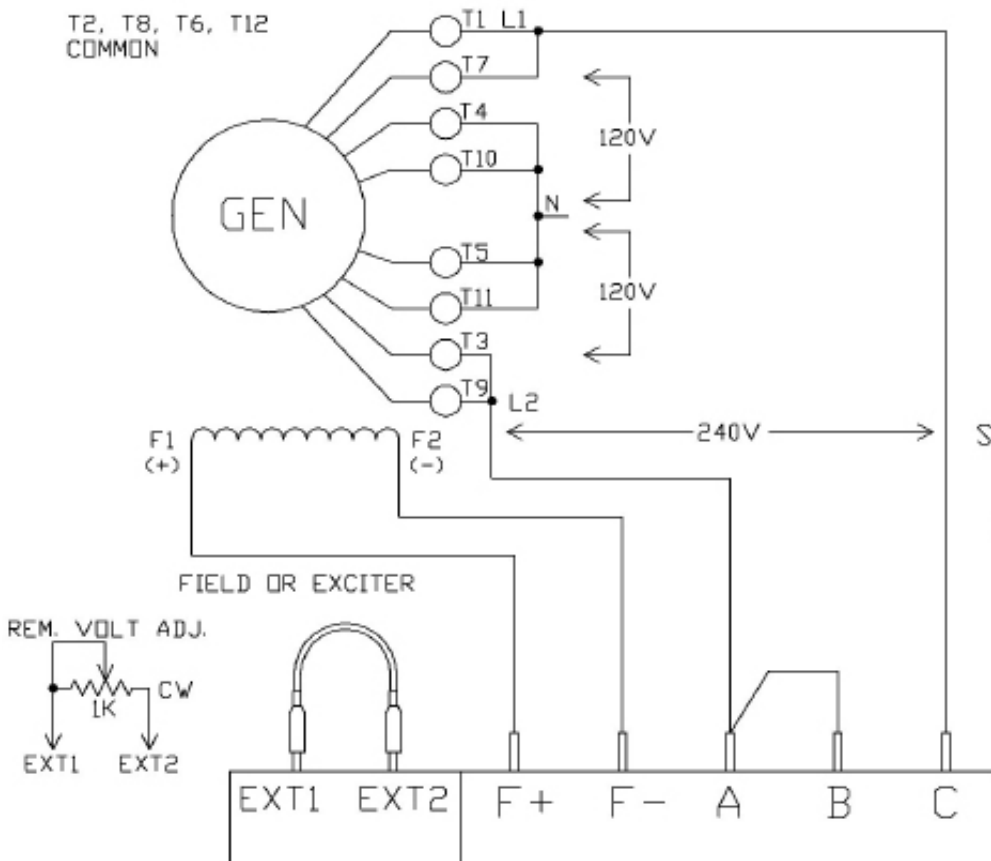 T2, T8, T6, T12
COMMON
T1 L1
T7
T4
120V
T10
GEN
N
T5
120V
T11
T3
T9
L2
F1
(+)
F2
(-)
240V
S
FIELD OR EXCITER
REM. VOLT ADJ.
CW
1K
EXT1 EXT2
EXT1 EXT2 F+ F- A B C